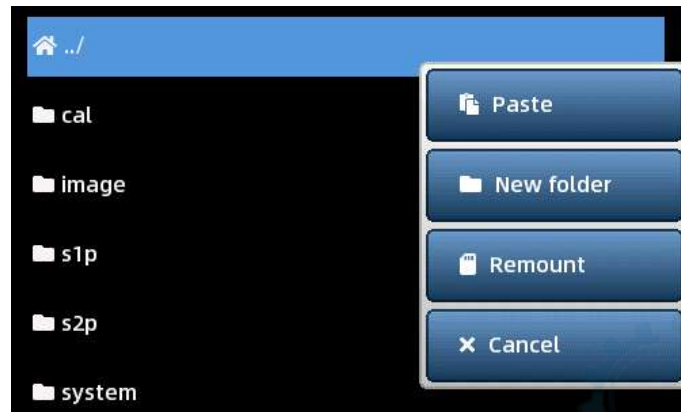 ../
cal
image
s1p
s2p
system
Paste
New folder
Remount
Cancel